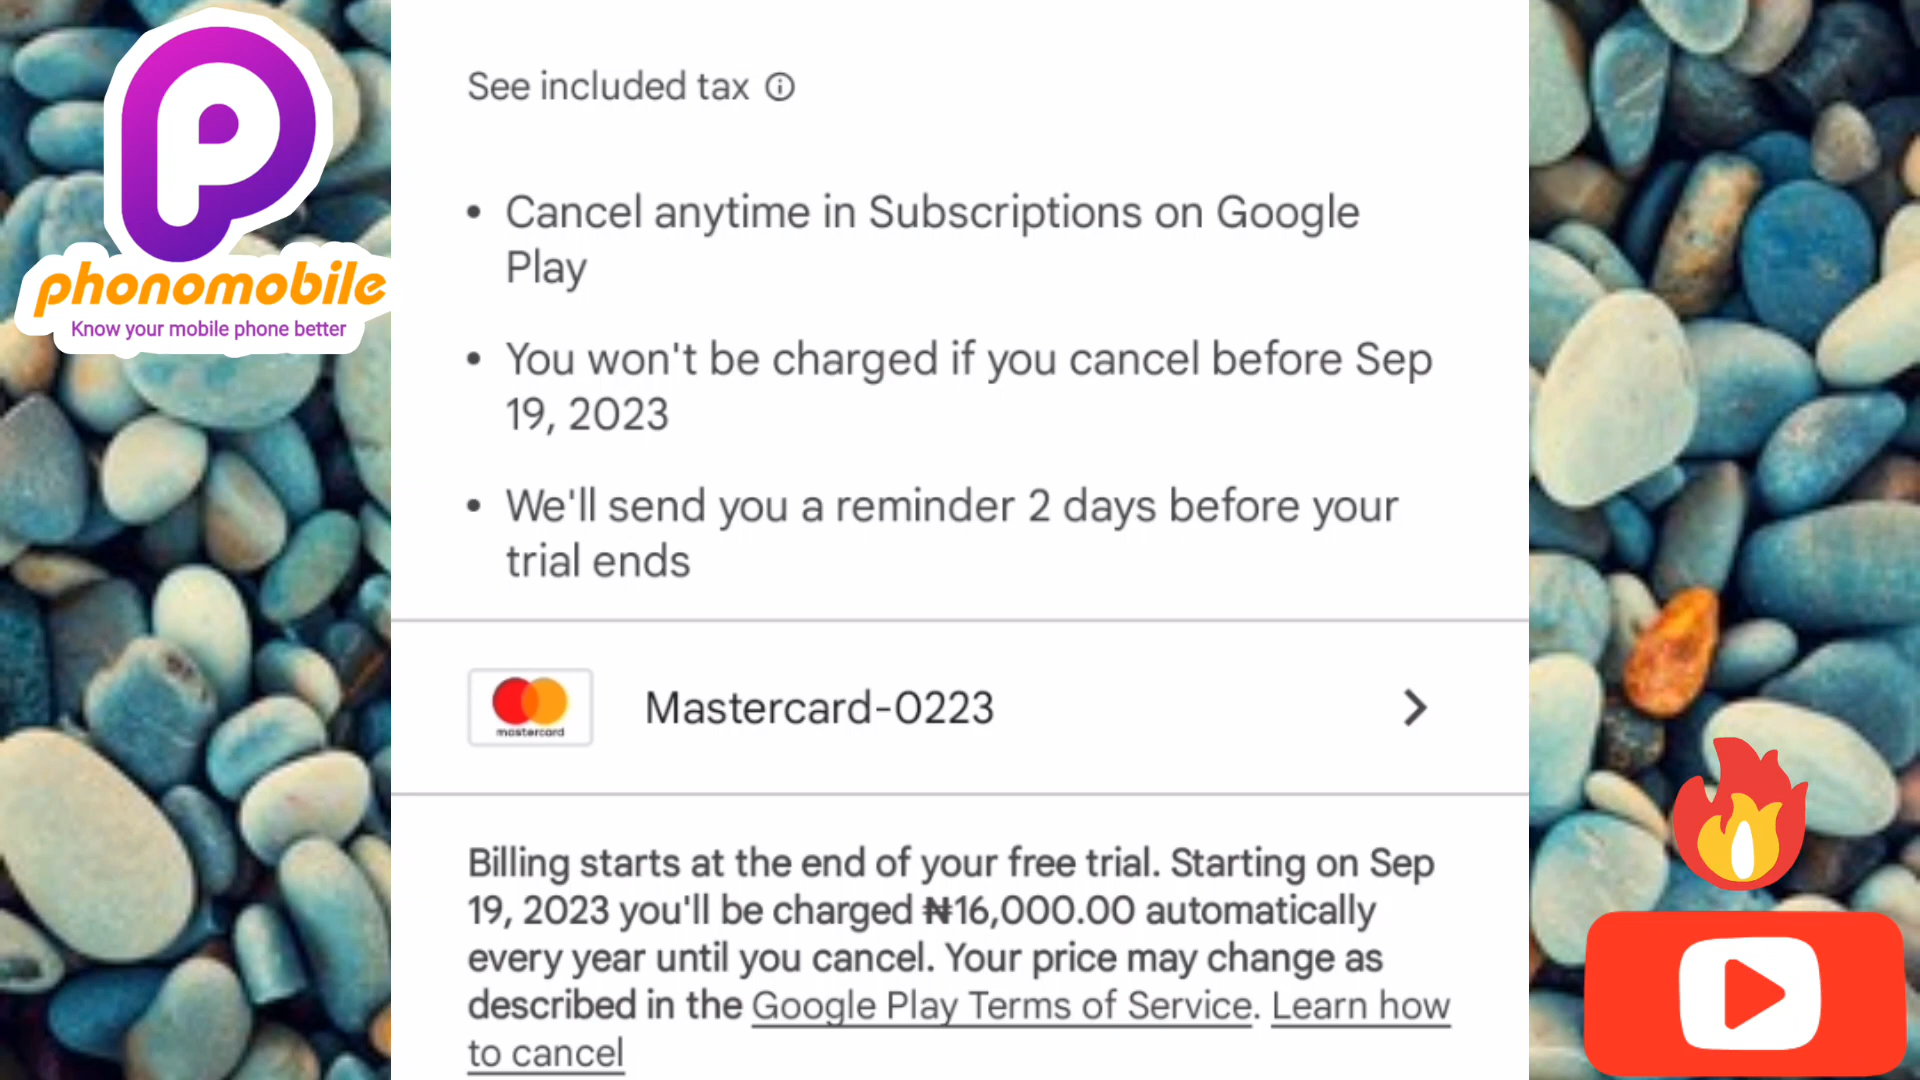 phonomobile
Know your mobile phone better
See included tax
• Cancel anytime in Subscriptions on Google
Play
• You won't be charged if you cancel before Sep
19, 2023
• We'll send you a reminder 2 days before your
trial ends
mastercard
Mastercard-0223
Billing starts at the end of your free trial. Starting on Sep
19, 2023 you'll be charged ₦16,000.00 automatically
every year until you cancel. Your price may change as
described in the Google Play Terms of Service. Learn how
to cancel